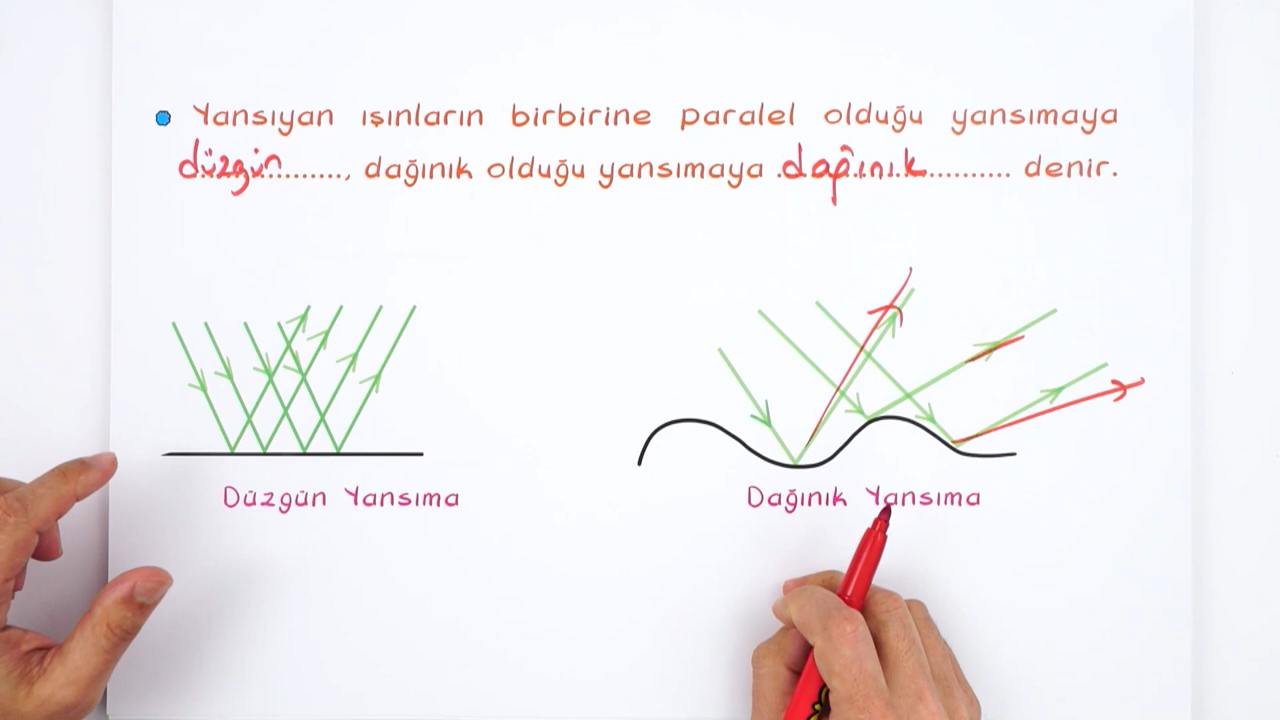 Yansıyan ışınların birbirine paralel olduğu yansımaya
düzgün..........., dağınık olduğu yansımaya dağınık........... denir.
Düzgün Yansıma
Dağınık Yansıma